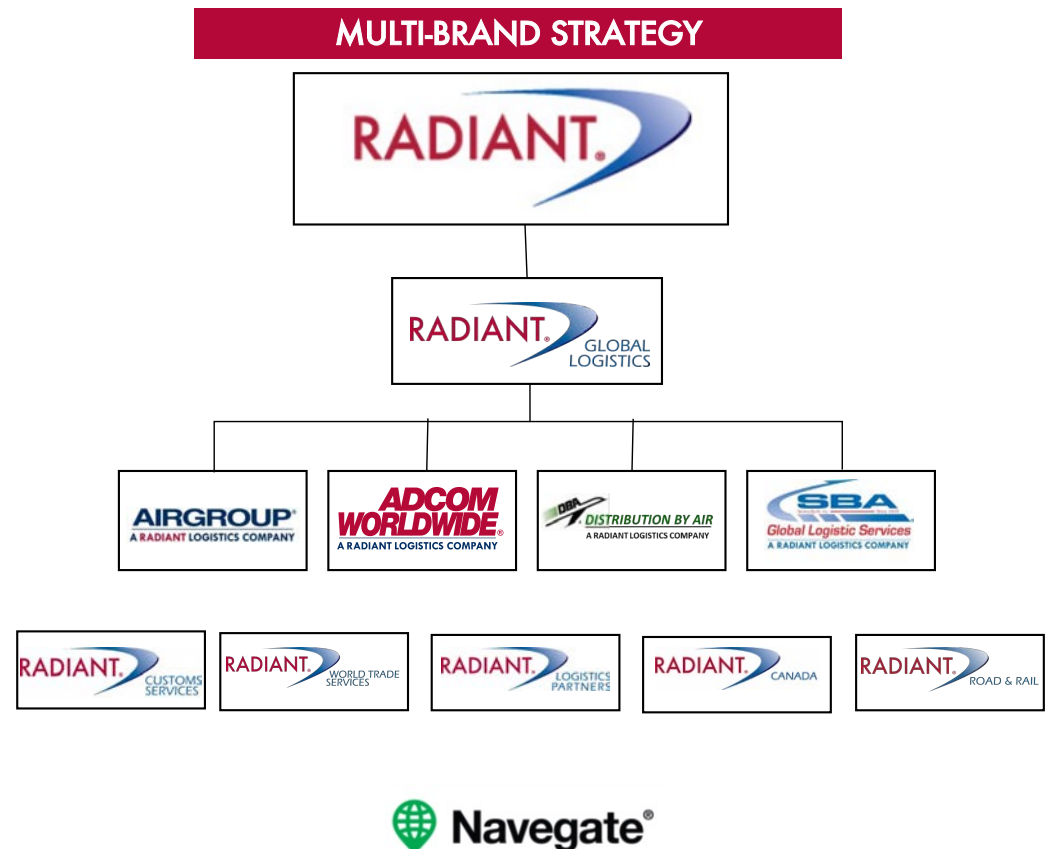 MULTI-BRAND STRATEGY
RADIANT.®
RADIANT.®
GLOBAL
LOGISTICS
AIRGROUP®
A RADIANT LOGISTICS COMPANY
ADCOM
WORLDWIDE®
A RADIANT LOGISTICS COMPANY
DBA
DISTRIBUTION BY AIR
A RADIANT LOGISTICS COMPANY
SBA
Global Logistic Services
A RADIANT LOGISTICS COMPANY
RADIANT.®
CUSTOMS
SERVICES
RADIANT.®
WORLD TRADE
SERVICES
RADIANT.®
LOGISTICS
PARTNERS
RADIANT.®
CANADA
RADIANT.®
ROAD & RAIL
Navegate®